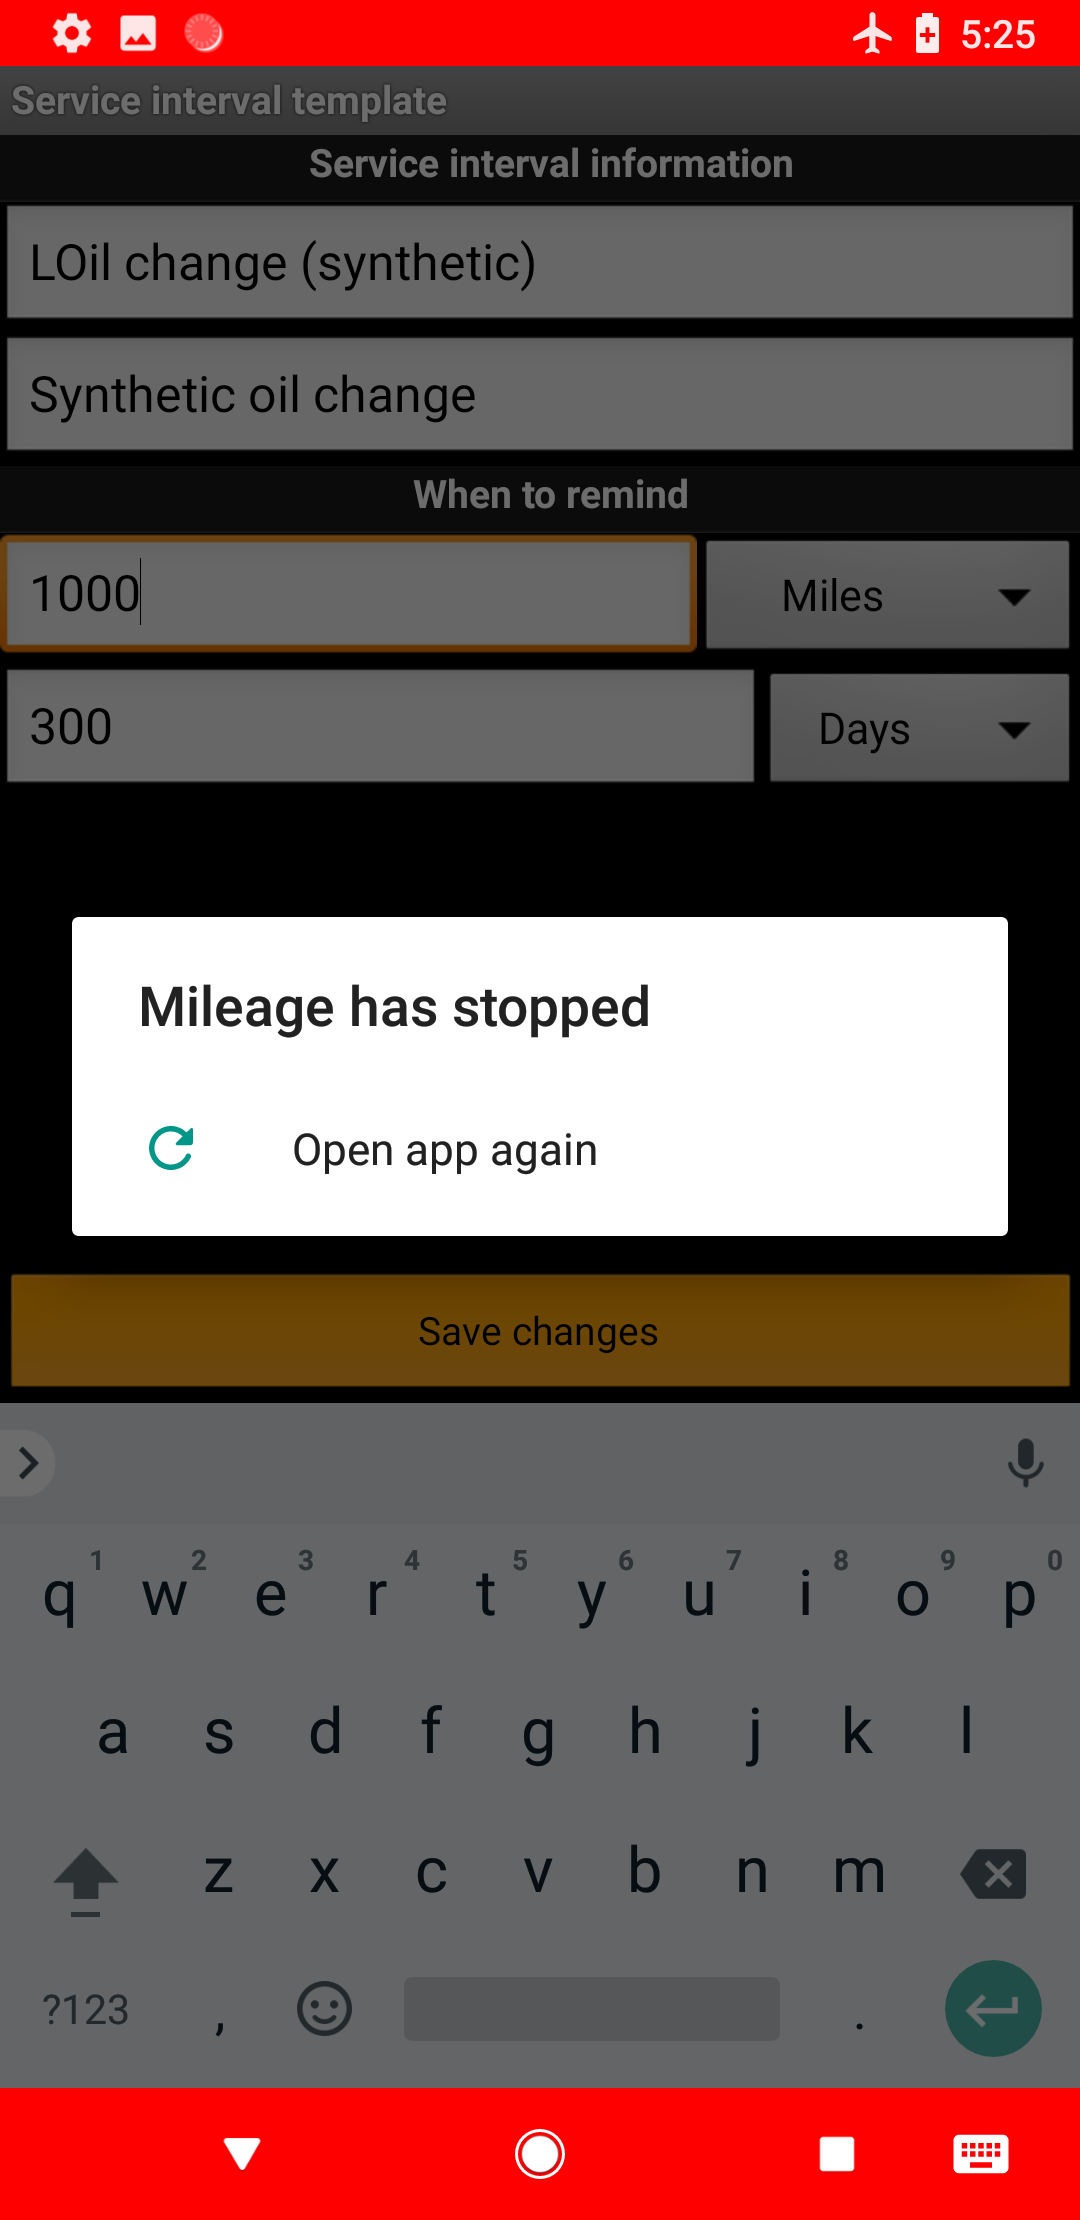 5:25
Service interval template
Service interval information
LOil change (synthetic)
Synthetic oil change
When to remind
1000
Miles
300
Days
Mileage has stopped
Open app again
Save changes
1 2 3 4 5 6 7 8 9 0
q w e r t y u i o p
a s d f g h j k l
z x c v b n m
?123 , .